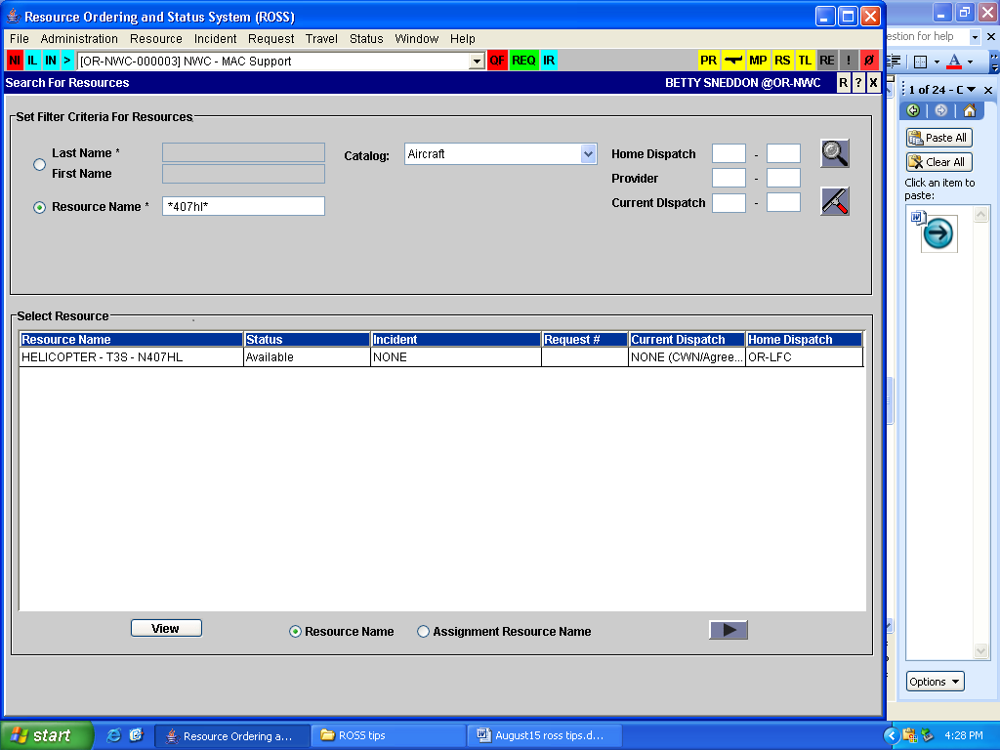 Resource Ordering and Status System (ROSS)
File Administration Resource Incident Request Travel Status Window Help
NI IL IN > [OR-NWC-000003] NWC - MAC Support OF REQ IR PR MP RS TL RE ! Ø
Search For Resources BETTY SNEDDON @OR-NWC R ? X
Set Filter Criteria For Resources
Last Name *
First Name
Resource Name * *407hl*
Catalog: Aircraft
Home Dispatch -
Provider -
Current Dispatch -
Select Resource
Resource Name Status Incident Request # Current Dispatch Home Dispatch
HELICOPTER - T3S - N407HL Available NONE NONE (CWN/Agree... OR-LFC
View Resource Name Assignment Resource Name
estion for help
A
1 of 24 - C
Paste All
Clear All
Click an item to
paste:
Options
start Resource Ordering a... ROSS tips August15 ross tips.d... 4:28 PM